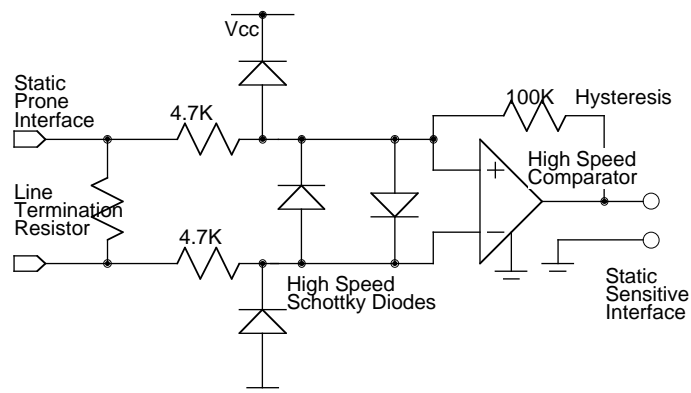 Vcc
Static
Prone
Interface
4.7K
100K
Hysteresis
High Speed
Comparator
Line
Termination
Resistor
4.7K
High Speed
Schottky Diodes
Static
Sensitive
Interface